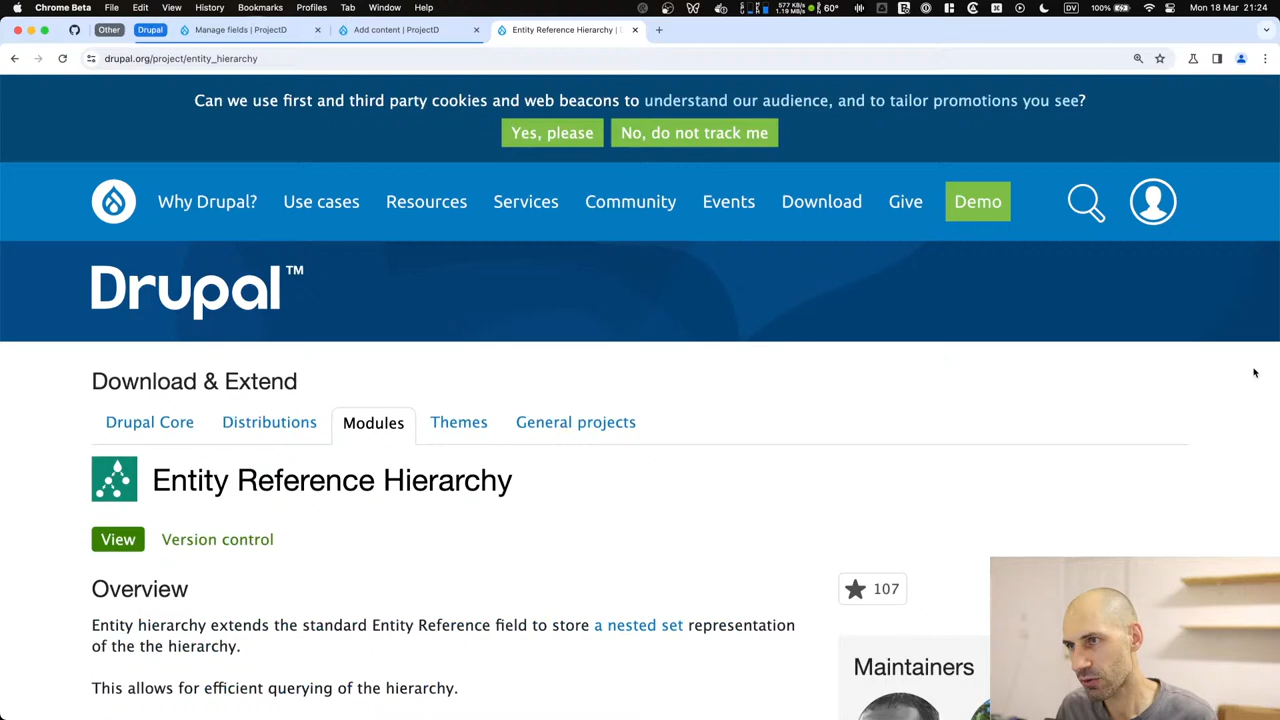 Chrome Beta File Edit View History Bookmarks Profiles Tab Window Help
60° DV 100% Mon 18 Mar 21:24
Other Drupal Manage fields | ProjectD Add content | ProjectD Entity Reference Hierarchy |
drupal.org/project/entity_hierarchy
Can we use first and third party cookies and web beacons to understand our audience, and to tailor promotions you see?
Yes, please No, do not track me
Why Drupal? Use cases Resources Services Community Events Download Give Demo
Drupal™
Download & Extend
Drupal Core Distributions Modules Themes General projects
Entity Reference Hierarchy
View Version control
Overview
107
Entity hierarchy extends the standard Entity Reference field to store a nested set representation
of the the hierarchy.
Maintainers
This allows for efficient querying of the hierarchy.